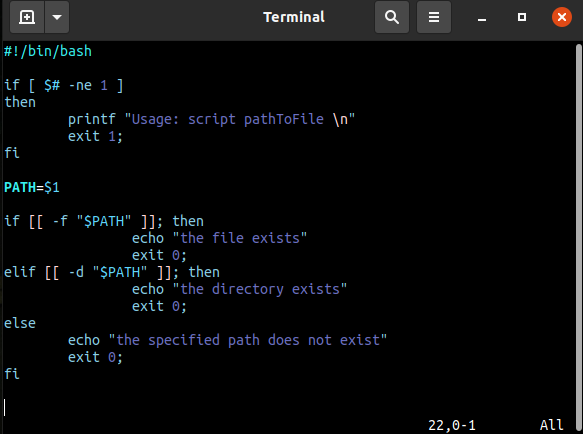 Terminal
#!/bin/bash
if [ $# -ne 1 ]
then
printf "Usage: script pathToFile \n"
exit 1;
fi
PATH=$1
if [[ -f "$PATH" ]]; then
echo "the file exists"
exit 0;
elif [[ -d "$PATH" ]]; then
echo "the directory exists"
exit 0;
else
echo "the specified path does not exist"
exit 0;
fi
22,0-1 All